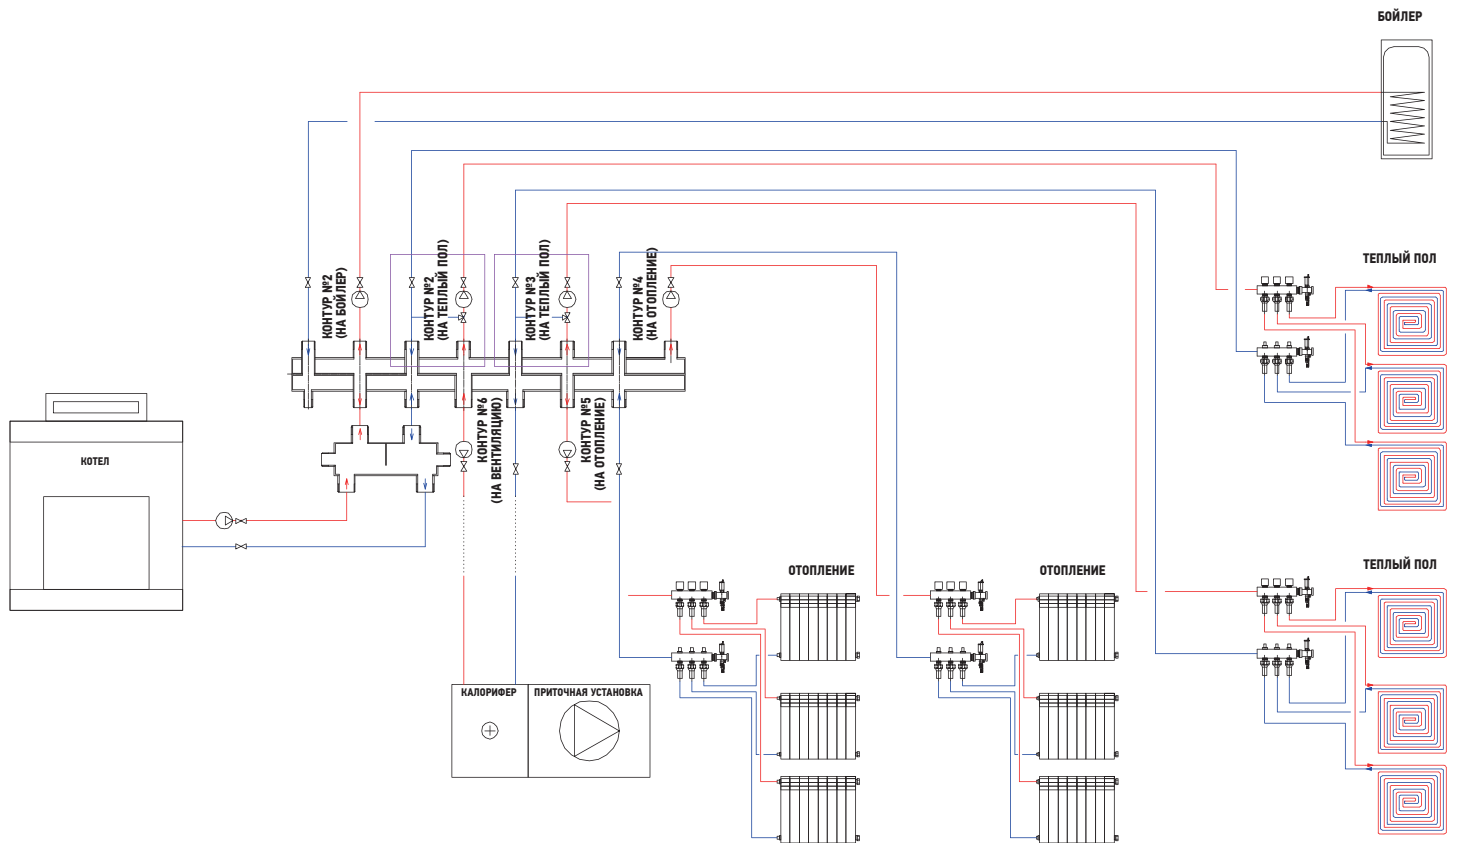 БОЙЛЕР
КОНТУР №2
(НА БОЙЛЕР)
КОНТУР №2
(НА ТЕПЛЫЙ ПОЛ)
КОНТУР №3
(НА ТЕПЛЫЙ ПОЛ)
КОНТУР №4
(НА ОТОПЛЕНИЕ)
ТЕПЛЫЙ ПОЛ
КОТЕЛ
КОНТУР №6
(НА ВЕНТИЛЯЦИЮ)
КОНТУР №5
(НА ОТОПЛЕНИЕ)
ОТОПЛЕНИЕ
ОТОПЛЕНИЕ
ТЕПЛЫЙ ПОЛ
КАЛОРИФЕР
ПРИТОЧНАЯ УСТАНОВКА